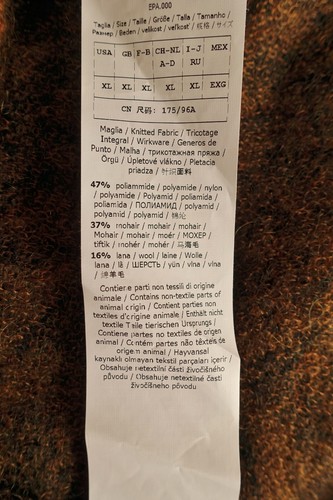 EPA.000
Taglia / Size / Taille / Größe / Talla / Tamanho /
Размер / Beden / velikost / veľkosť / 规格 / サイズ
USA GB F-B CH-NL I-J MEX
A-D RU
XL XL XL XL XL EXG
CN 尺码: 175/96A
Maglia / Knitted Fabric / Tricotage
Integral / Wirkware / Generos de
Punto / Malha / трикотажная пряжа /
Örgü / Úpletové vlákno / Pletacia
priadza / 针织面料
47% poliammide / polyamide / nylon
/ polyamide / Polyamid / poliamida /
poliamida / ПОЛИАМИД / polyamid /
polyamid / polyamid / 锦纶
37% mohair / mohair / mohair /
Mohair / mohair / moér / МОХЕР /
tiftik / mohér / mohér / 马海毛
16% lana / wool / laine / Wolle /
lana / lã / ШЕРСТЬ / yün / vlna / vlna
/ 绵羊毛
Contiene parti non tessili di origine
animale / Contains non-textile parts of
animal origin / Contient parties non
textiles d'origine animale / Enthält nicht
textile Teile tierischen Ursprungs /
Contiene partes no textiles de origen
animal / Contém partes não têxteis de
origem animal / Hayvansal
kaynaklı olmayan tekstil parçaları içerir /
Obsahuje netextilní části živočišného
původu / Obsahuje netextilné časti
živočíšneho pôvodu